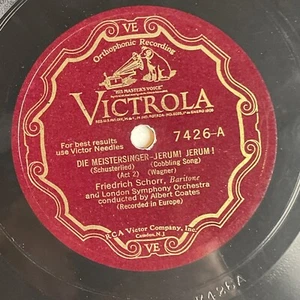 Orthophonic Recording
"HIS MASTER'S VOICE"
VICTROLA
For best results
use Victor Needles
7426-A
VE
VE
DIE MEISTERSINGER-JERUM! JERUM!
(Schusterlied) (Cobbling Song)
(Act 2) (Wagner)
Friedrich Schorr, Baritone
and London Symphony Orchestra
conducted by Albert Coates
(Recorded in Europe)
RCA Victor Company, Inc.
Camden, N.J.
VE